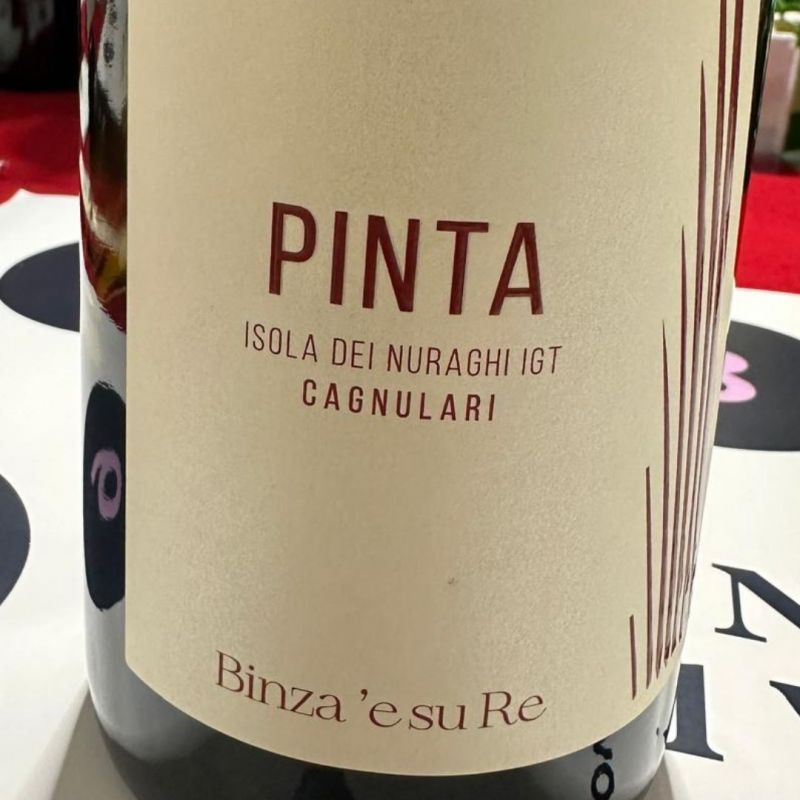 PINTA
ISOLA DEI NURAGHI IGT
CAGNULARI
Binza 'e su Re